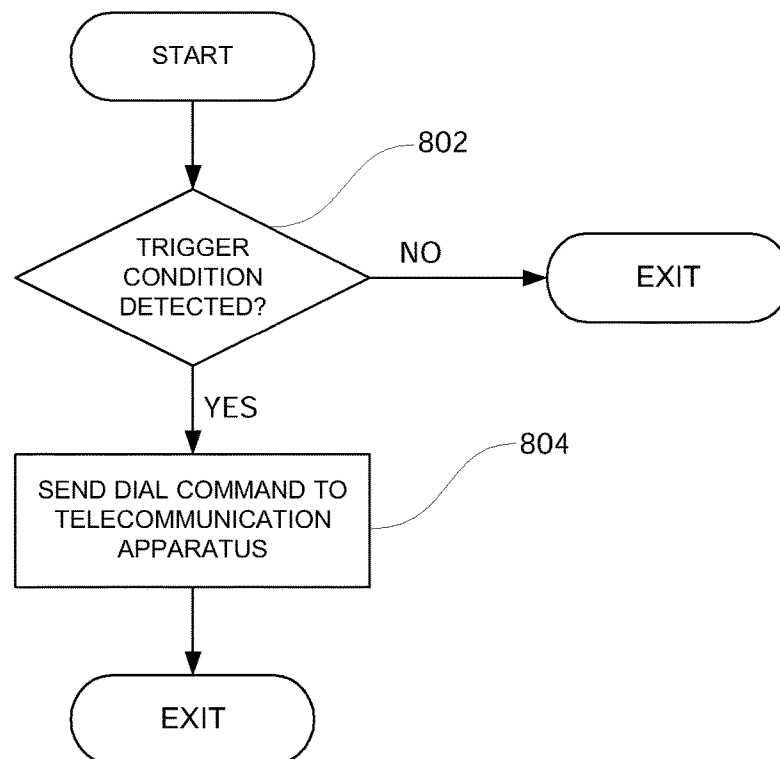 START
802
TRIGGER
CONDITION
DETECTED?
NO
EXIT
YES
804
SEND DIAL COMMAND TO
TELECOMMUNICATION
APPARATUS
EXIT